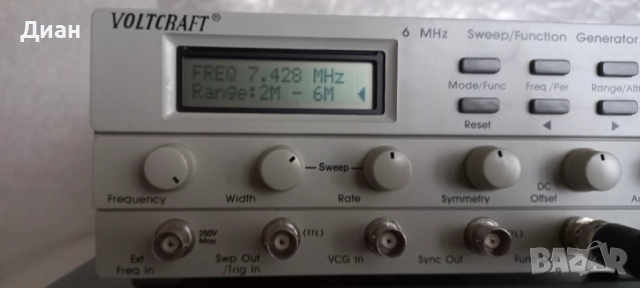 Диан
VOLTCRAFT®
6 MHz Sweep/Function Generator
FREQ 7.428 MHz
Range:2M - 6M ◀
Mode/Func Freq/Per Range/Att
Reset ◀ ▶
Frequency Width Sweep Rate Symmetry DC Offset
250V Max (TTL)
Ext Freq In Swp Out /Trig In VCG In Sync Out
БАЗАР